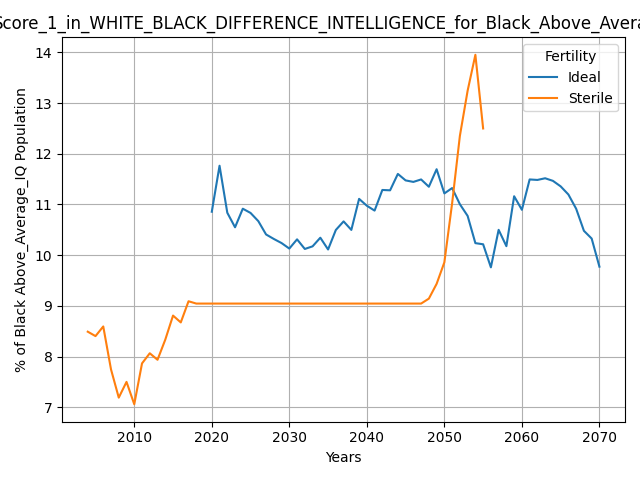 Score_1_in_WHITE_BLACK_DIFFERENCE_INTELLIGENCE_for_Black_Above_Avera
Fertility
Ideal
Sterile
% of Black Above_Average_IQ Population
14
13
12
11
10
9
8
7
2010 2020 2030 2040 2050 2060 2070
Years